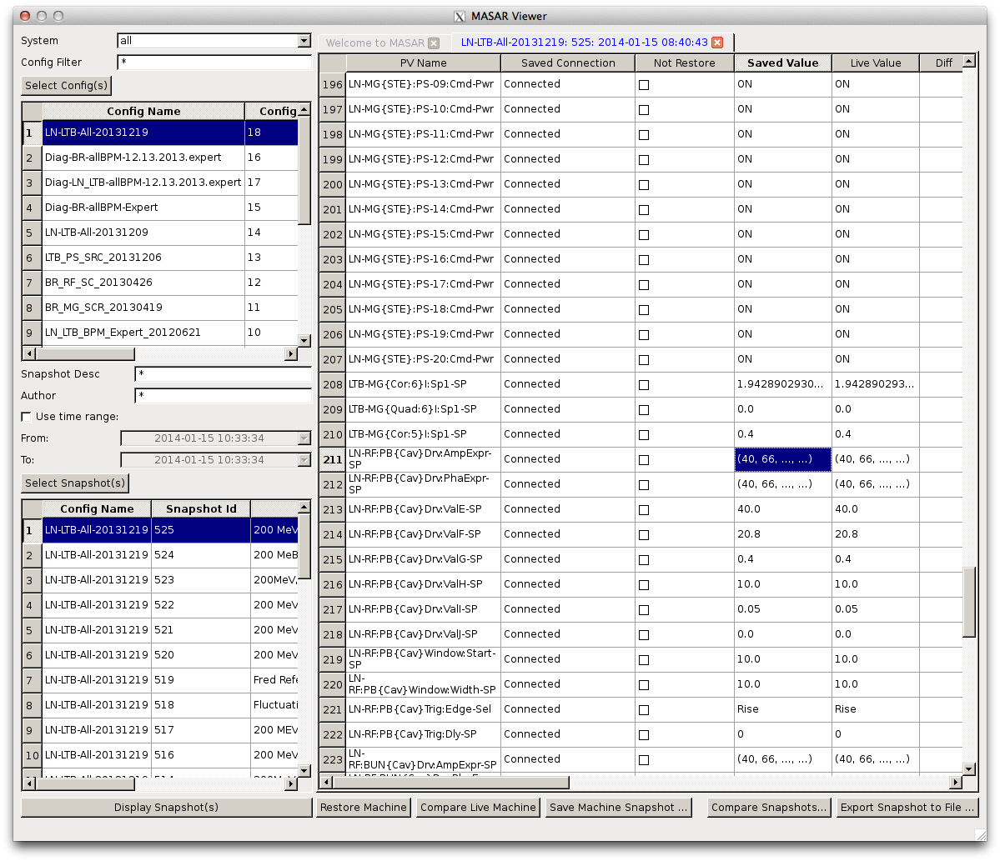 MASAR Viewer
System all
Config Filter *
Select Config(s)
Config Name Config
1 LN-LTB-All-20131219 18
2 Diag-BR-allBPM-12.13.2013.expert 16
3 Diag-LN_LTB-allBPM-12.13.2013.expert 17
4 Diag-BR-allBPM-Expert 15
5 LN-LTB-All-20131209 14
6 LTB_PS_SRC_20131206 13
7 BR_RF_SC_20130426 12
8 BR_MG_SCR_20130419 11
9 LN_LTB_BPM_Expert_20120621 10
Snapshot Desc *
Author *
Use time range:
From: 2014-01-15 10:33:34
To: 2014-01-15 10:33:34
Select Snapshot(s)
Config Name Snapshot Id
1 LN-LTB-All-20131219 525 200 MeV
2 LN-LTB-All-20131219 524 200 MeB
3 LN-LTB-All-20131219 523 200MeV,
4 LN-LTB-All-20131219 522 200 MeV
5 LN-LTB-All-20131219 521 200 MeV
6 LN-LTB-All-20131219 520 200 MeV
7 LN-LTB-All-20131219 519 Fred Refe
8 LN-LTB-All-20131219 518 Fluctuati
9 LN-LTB-All-20131219 517 200 MEV
10 LN-LTB-All-20131219 516 200 MeV
Display Snapshot(s)
Welcome to MASAR LN-LTB-All-20131219: 525: 2014-01-15 08:40:43
PV Name Saved Connection Not Restore Saved Value Live Value Diff
196 LN-MG{STE}:PS-09:Cmd-Pwr Connected ON ON
197 LN-MG{STE}:PS-10:Cmd-Pwr Connected ON ON
198 LN-MG{STE}:PS-11:Cmd-Pwr Connected ON ON
199 LN-MG{STE}:PS-12:Cmd-Pwr Connected ON ON
200 LN-MG{STE}:PS-13:Cmd-Pwr Connected ON ON
201 LN-MG{STE}:PS-14:Cmd-Pwr Connected ON ON
202 LN-MG{STE}:PS-15:Cmd-Pwr Connected ON ON
203 LN-MG{STE}:PS-16:Cmd-Pwr Connected ON ON
204 LN-MG{STE}:PS-17:Cmd-Pwr Connected ON ON
205 LN-MG{STE}:PS-18:Cmd-Pwr Connected ON ON
206 LN-MG{STE}:PS-19:Cmd-Pwr Connected ON ON
207 LN-MG{STE}:PS-20:Cmd-Pwr Connected ON ON
208 LTB-MG{Cor:6}I:Sp1-SP Connected 1.9428902930... 1.942890293...
209 LTB-MG{Quad:6}I:Sp1-SP Connected 0.0 0.0
210 LTB-MG{Cor:5}I:Sp1-SP Connected 0.4 0.4
211 LN-RF:PB{Cav}Drv:AmpExpr-
SP Connected (40, 66, ..., ...) (40, 66, ..., ...)
212 LN-RF:PB{Cav}Drv:PhaExpr-
SP Connected (40, 66, ..., ...) (40, 66, ..., ...)
213 LN-RF:PB{Cav}Drv:ValE-SP Connected 40.0 40.0
214 LN-RF:PB{Cav}Drv:ValF-SP Connected 20.8 20.8
215 LN-RF:PB{Cav}Drv:ValG-SP Connected 0.4 0.4
216 LN-RF:PB{Cav}Drv:ValH-SP Connected 10.0 10.0
217 LN-RF:PB{Cav}Drv:ValI-SP Connected 0.05 0.05
218 LN-RF:PB{Cav}Drv:ValJ-SP Connected 0.0 0.0
219 LN-RF:PB{Cav}Window:Start-
SP Connected 10.0 10.0
220 LN-
RF:PB{Cav}Window:Width-SP Connected 10.0 10.0
221 LN-RF:PB{Cav}Trig:Edge-Sel Connected Rise Rise
222 LN-RF:PB{Cav}Trig:Dly-SP Connected 0 0
223 LN-
RF:BUN{Cav}Drv:AmpExpr-SP Connected (40, 66, ..., ...) (40, 66, ..., ...)
Restore Machine Compare Live Machine Save Machine Snapshot ... Compare Snapshots... Export Snapshot to File ...